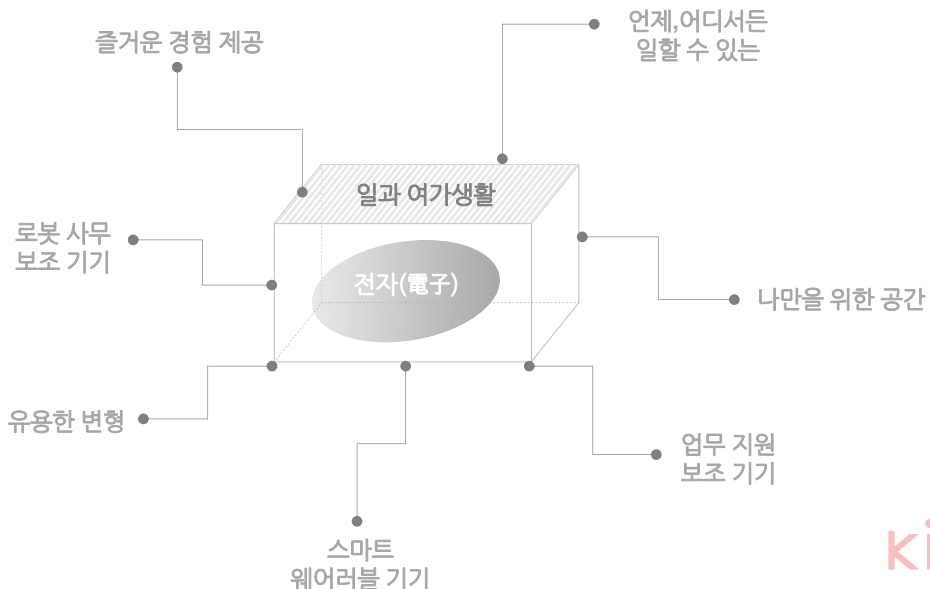 언제,어디서든
일할 수 있는
즐거운 경험 제공
일과 여가생활
로봇 사무
보조 기기
전자(電子)
나만을 위한 공간
유용한 변형
업무 지원
보조 기기
스마트
웨어러블 기기
ki